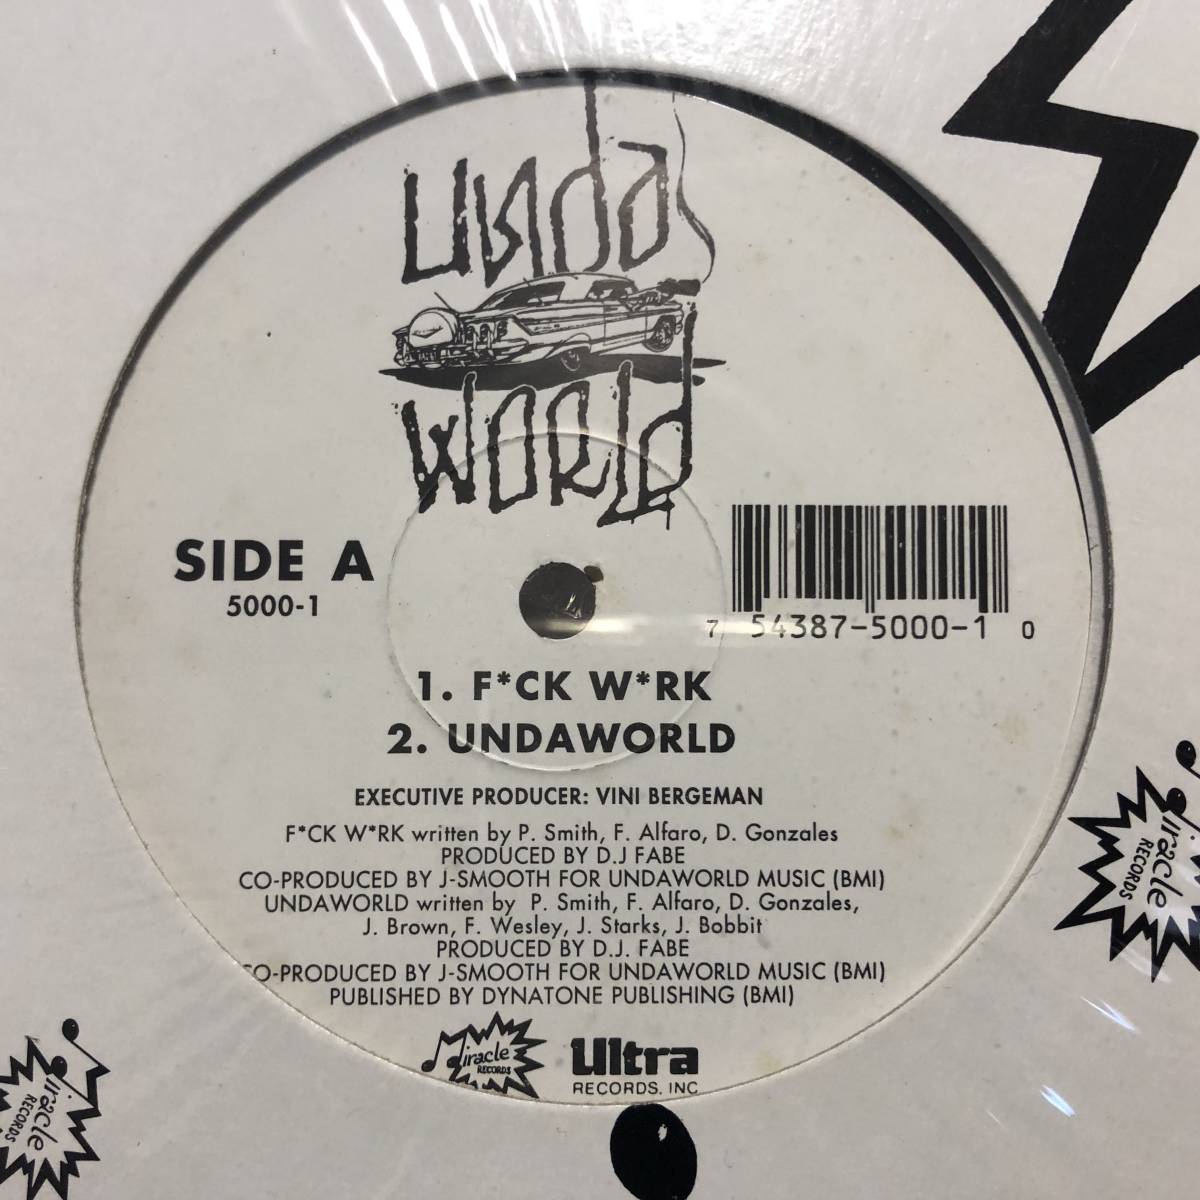 unda
world
SIDE A
5000-1
7 54387-5000-1 0
1. F*CK W*RK
2. UNDAWORLD
EXECUTIVE PRODUCER: VINI BERGEMAN
F*CK W*RK written by P. Smith, F. Alfaro, D. Gonzales
PRODUCED BY D.J FABE
CO-PRODUCED BY J-SMOOTH FOR UNDAWORLD MUSIC (BMI)
UNDAWORLD written by P. Smith, F. Alfaro, D. Gonzales,
J. Brown, F. Wesley, J. Starks, J. Bobbit
PRODUCED BY D.J. FABE
CO-PRODUCED BY J-SMOOTH FOR UNDAWORLD MUSIC (BMI)
PUBLISHED BY DYNATONE PUBLISHING (BMI)
Miracle
RECORDS
Ultra
RECORDS, INC
Miracle
RECORDS
Miracle
RECORDS